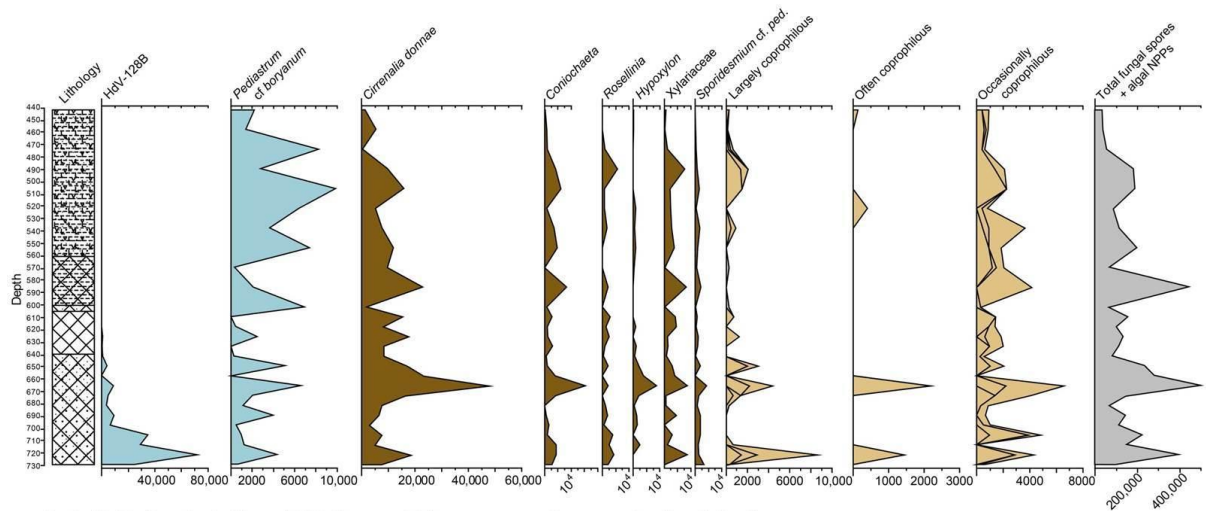 Lithology
HdV-128B
Pediastrum
cf boryanum
Cirrenalia donnae
Coniochaeta
Rosellinia
Hypoxylon
Xylariaceae
Sporidesmium cf. ped.
Largely coprophilous
Often coprophilous
Occasionally
coprophilous
Total fungal spores
+ algal NPPs
Depth
440
450
460
470
480
490
505
520
530
540
550
560
570
580
590
600
610
620
630
640
650
660
670
680
690
700
710
720
730
40,000 80,000
2000 6000 10,000
20,000 40,000 60,000
10⁴
10⁴
10⁴
10⁴
10⁴
2000 6000 10,000
1000 2000 3000
4000 8000
200,000 400,000